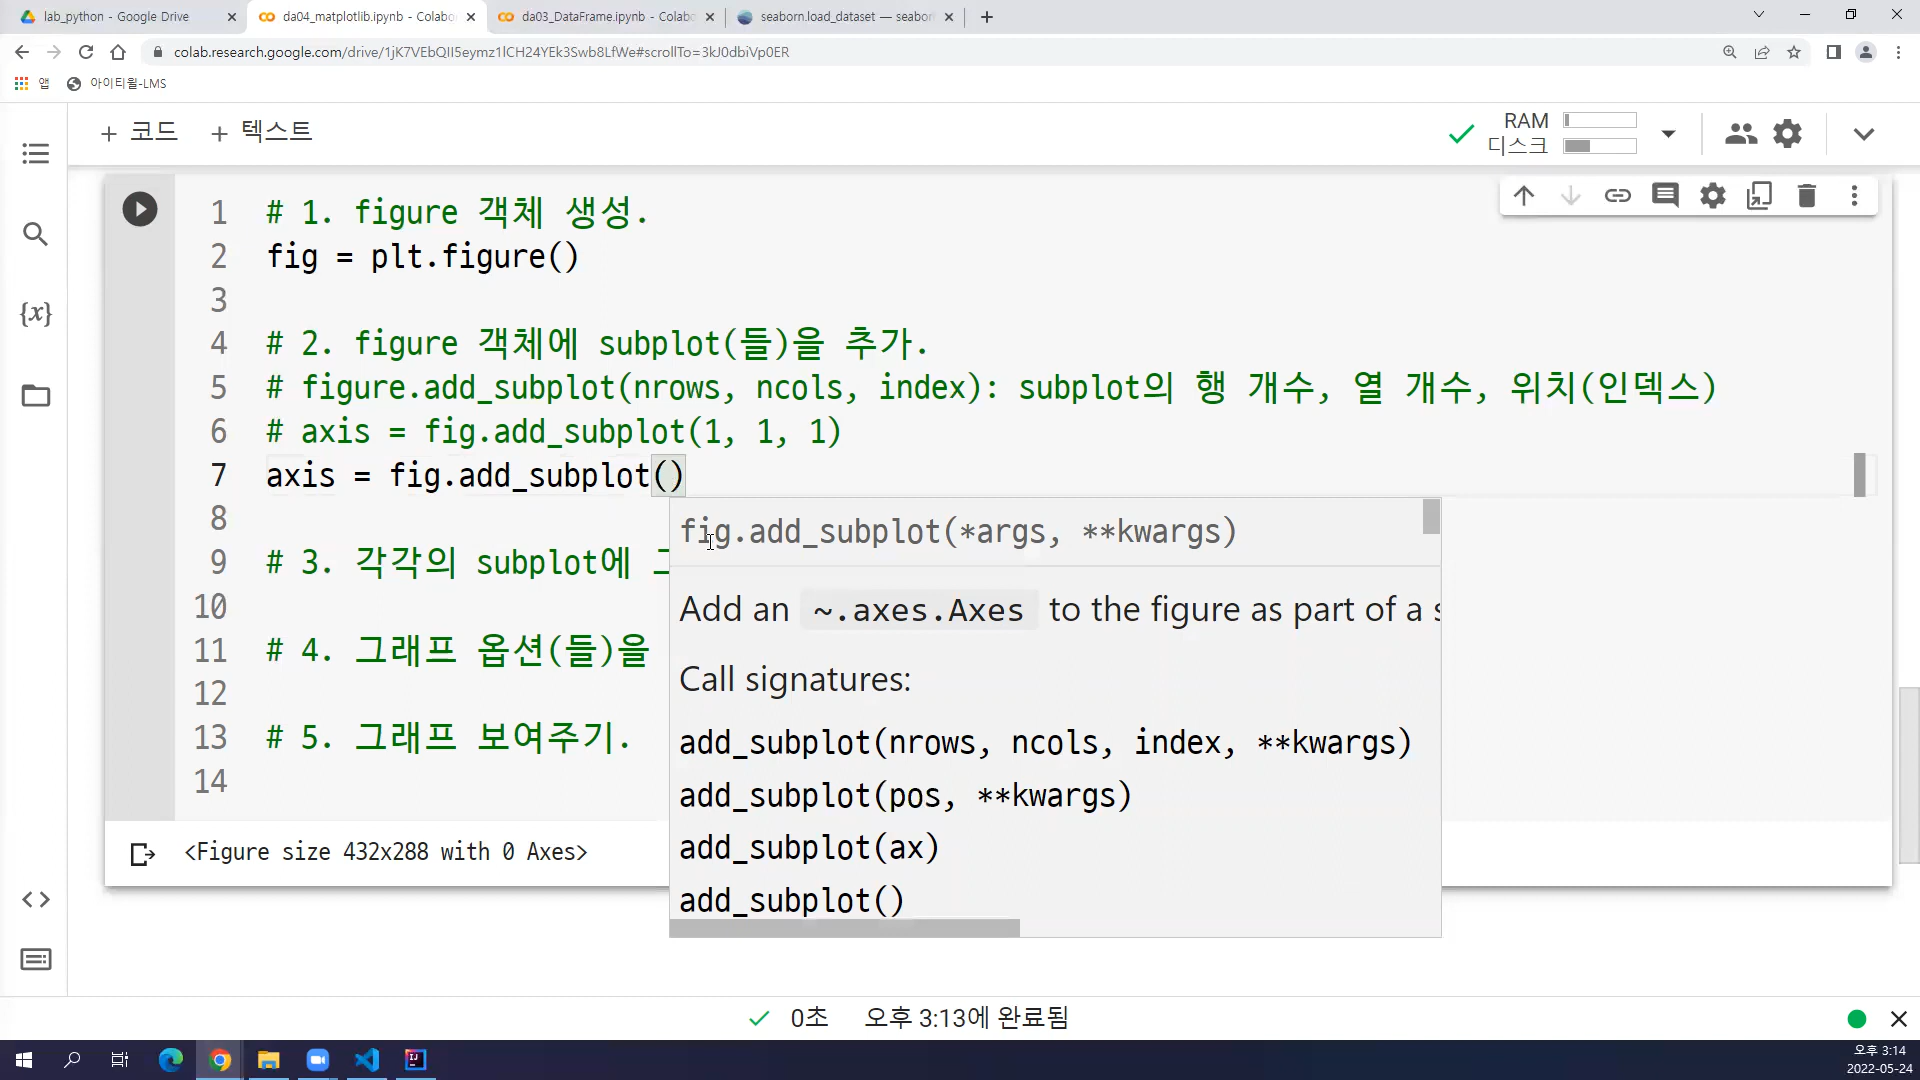 lab_python - Google Drive
da04_matplotlib.ipynb - Colabo
da03_DataFrame.ipynb - Colabo
seaborn.load_dataset — seabor
colab.research.google.com/drive/1jK7VEbQII5eymz1lCH24YEk3Swb8LfWe#scrollTo=3kJ0dbiVp0ER
앱
아이티윌-LMS
+ 코드
+ 텍스트
RAM
디스크
1 # 1. figure 객체 생성.
2 fig = plt.figure()
3
4 # 2. figure 객체에 subplot(들)을 추가.
5 # figure.add_subplot(nrows, ncols, index): subplot의 행 개수, 열 개수, 위치(인덱스)
6 # axis = fig.add_subplot(1, 1, 1)
7 axis = fig.add_subplot()
8
fig.add_subplot(*args, **kwargs)
9 # 3. 각각의 subplot에 그
10
Add an ~.axes.Axes to the figure as part of a s
11 # 4. 그래프 옵션(들)을
Call signatures:
12
13 # 5. 그래프 보여주기.
add_subplot(nrows, ncols, index, **kwargs)
14
add_subplot(pos, **kwargs)
add_subplot(ax)
add_subplot()
<Figure size 432x288 with 0 Axes>
0초 오후 3:13에 완료됨
오후 3:14
2022-05-24